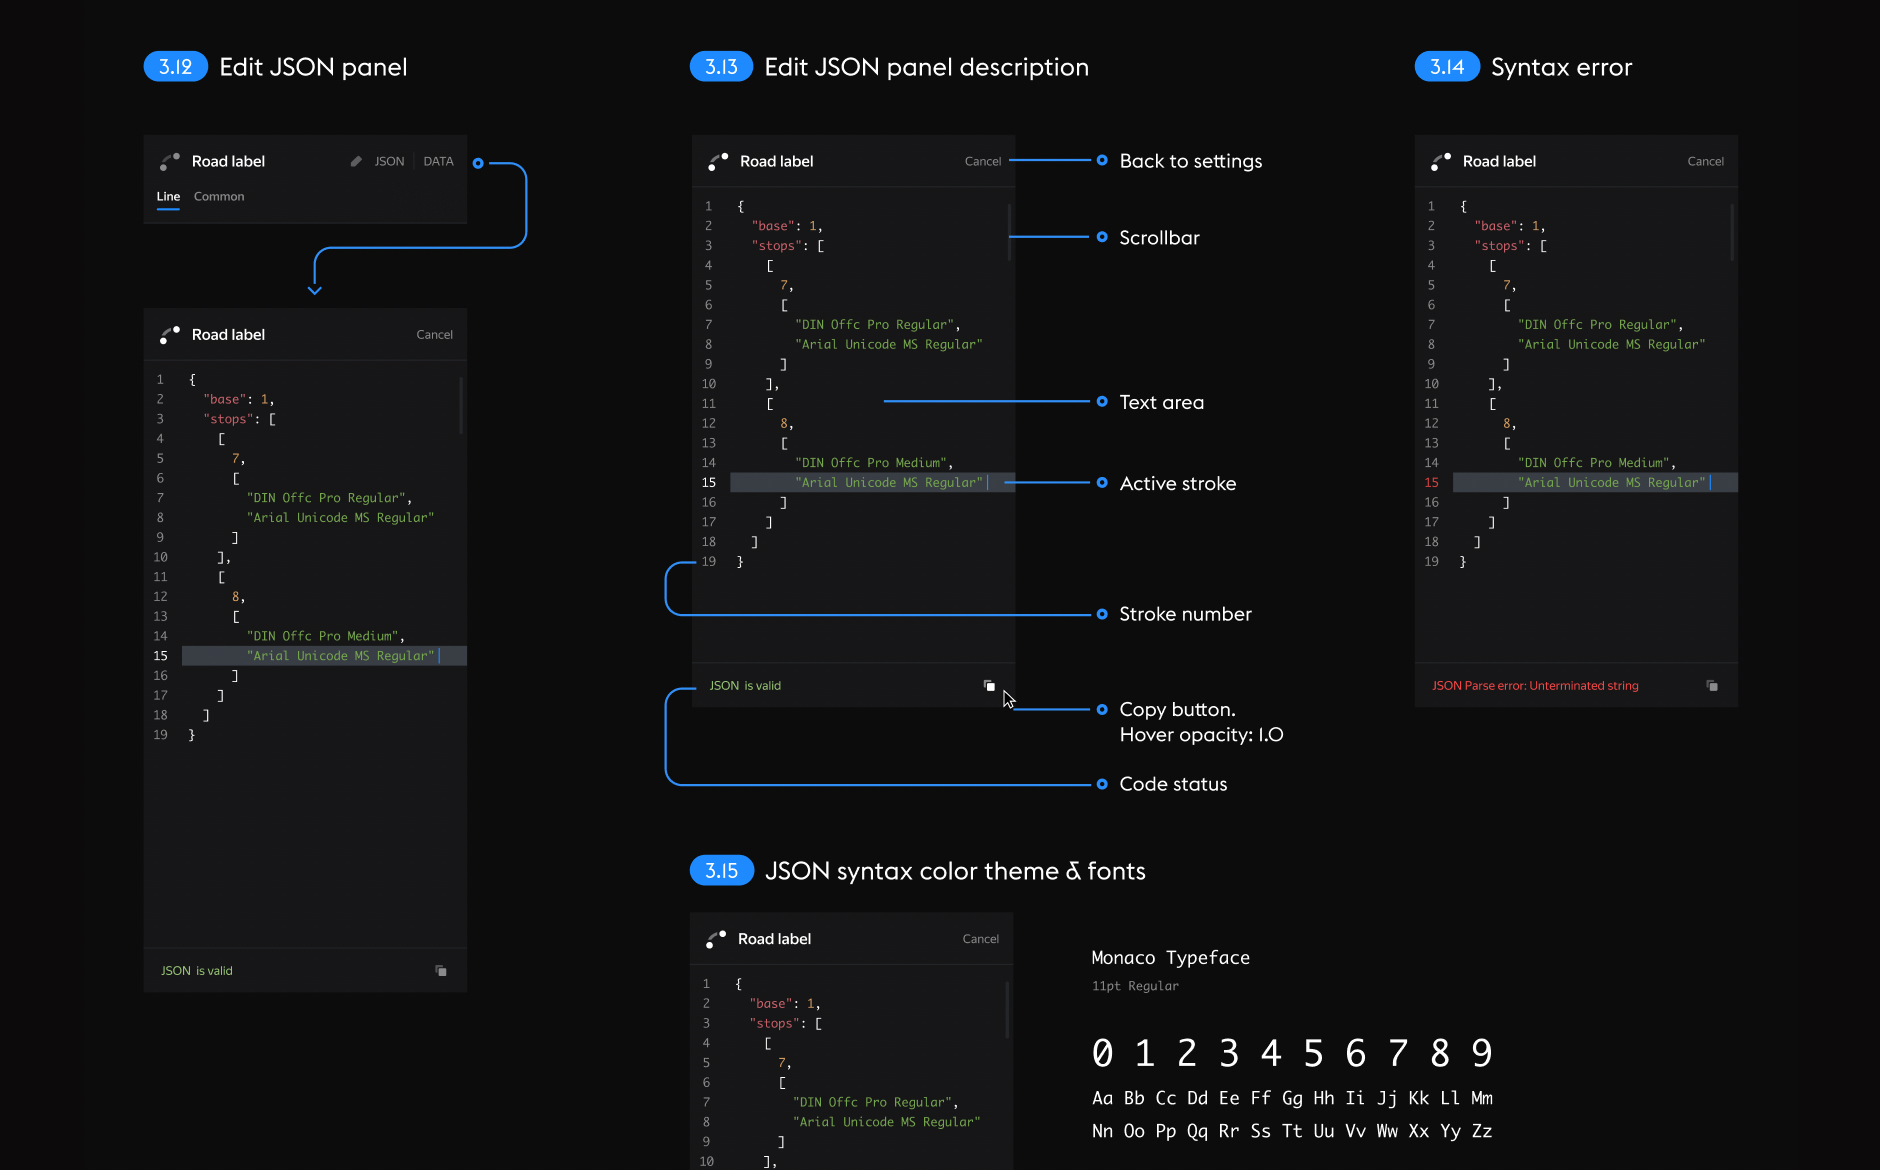 3.12 Edit JSON panel
Road label JSON DATA
Line Common
Road label Cancel
1 {
2 "base": 1,
3 "stops": [
4 [
5 7,
6 [
7 "DIN Offc Pro Regular",
8 "Arial Unicode MS Regular"
9 ]
10 ],
11 [
12 8,
13 [
14 "DIN Offc Pro Medium",
15 "Arial Unicode MS Regular"
16 ]
17 ]
18 ]
19 }
JSON is valid
3.13 Edit JSON panel description
Road label Cancel
1 {
2 "base": 1,
3 "stops": [
4 [
5 7,
6 [
7 "DIN Offc Pro Regular",
8 "Arial Unicode MS Regular"
9 ]
10 ],
11 [
12 8,
13 [
14 "DIN Offc Pro Medium",
15 "Arial Unicode MS Regular"
16 ]
17 ]
18 ]
19 }
JSON is valid
Back to settings
Scrollbar
Text area
Active stroke
Stroke number
Copy button.
Hover opacity: 1.0
Code status
3.14 Syntax error
Road label Cancel
1 {
2 "base": 1,
3 "stops": [
4 [
5 7,
6 [
7 "DIN Offc Pro Regular",
8 "Arial Unicode MS Regular"
9 ]
10 ],
11 [
12 8,
13 [
14 "DIN Offc Pro Medium",
15 "Arial Unicode MS Regular"
16 ]
17 ]
18 ]
19 }
JSON Parse error: Unterminated string
3.15 JSON syntax color theme & fonts
Road label Cancel
1 {
2 "base": 1,
3 "stops": [
4 [
5 7,
6 [
7 "DIN Offc Pro Regular",
8 "Arial Unicode MS Regular"
9 ]
10 ],
Monaco Typeface
11pt Regular
0 1 2 3 4 5 6 7 8 9
Aa Bb Cc Dd Ee Ff Gg Hh Ii Jj Kk Ll Mm
Nn Oo Pp Qq Rr Ss Tt Uu Vv Ww Xx Yy Zz